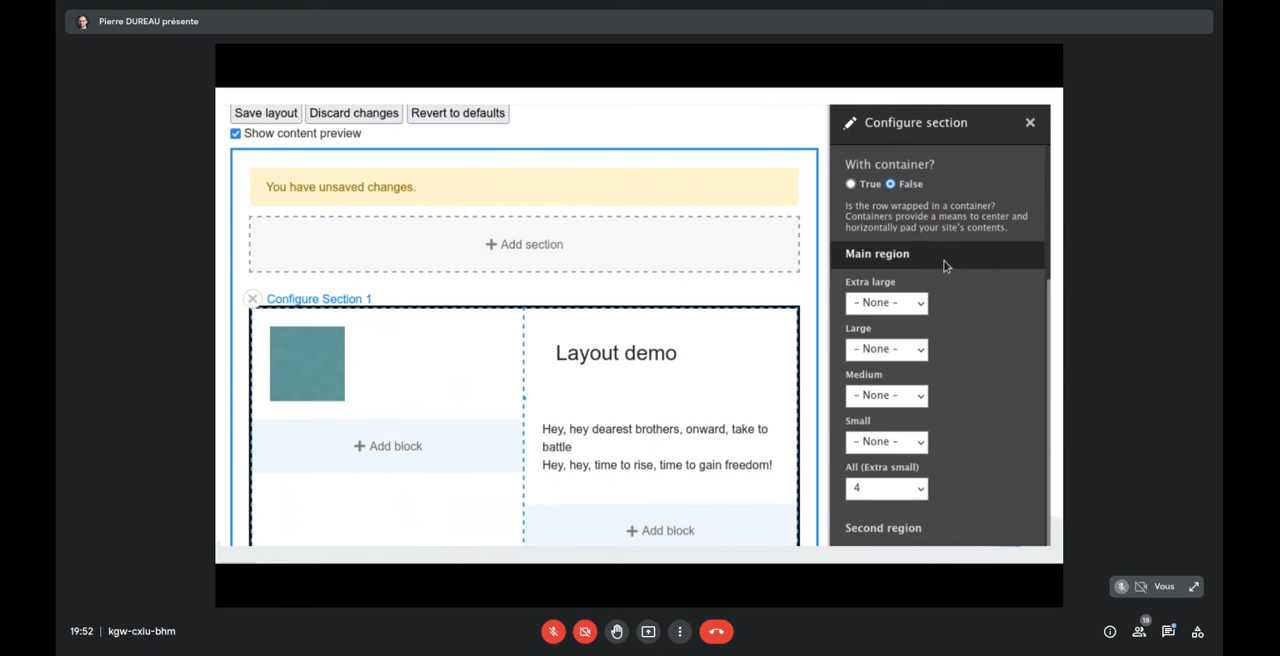 Pierre DUREAU présente
Save layout
Discard changes
Revert to defaults
Show content preview
You have unsaved changes.
+ Add section
Configure Section 1
Layout demo
Hey, hey dearest brothers, onward, take to
battle
Hey, hey, time to rise, time to gain freedom!
+ Add block
+ Add block
Configure section
With container?
True
False
Is the row wrapped in a container?
Containers provide a means to center and
horizontally pad your site's contents.
Main region
Extra large
- None -
Large
- None -
Medium
- None -
Small
- None -
All (Extra small)
4
Second region
Vous
19:52 | kgw-cxlu-bhm
16